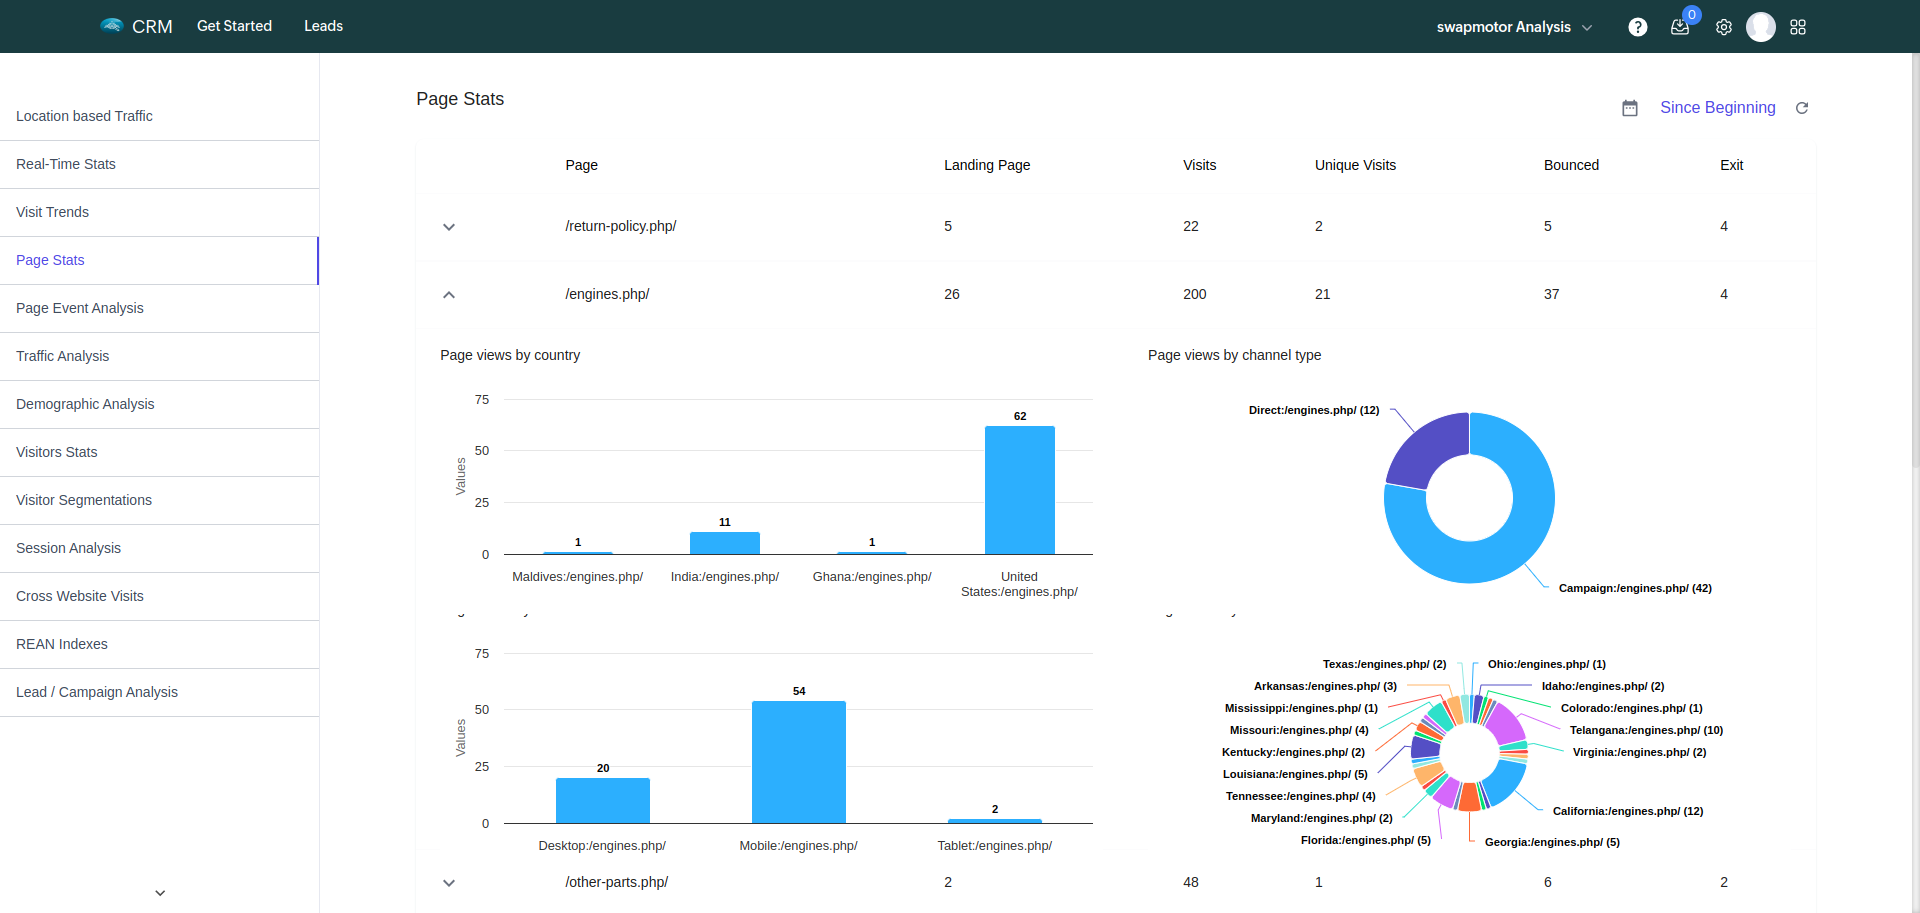 CRM
Get Started
Leads
swapmotor Analysis
0
Location based Traffic
Real-Time Stats
Visit Trends
Page Stats
Page Event Analysis
Traffic Analysis
Demographic Analysis
Visitors Stats
Visitor Segmentations
Session Analysis
Cross Website Visits
REAN Indexes
Lead / Campaign Analysis
Page Stats
Since Beginning
Page Landing Page Visits Unique Visits Bounced Exit
/return-policy.php/ 5 22 2 5 4
/engines.php/ 26 200 21 37 4
Page views by country
75
50
25
0
Values
1
11
1
62
Maldives:/engines.php/
India:/engines.php/
Ghana:/engines.php/
United
States:/engines.php/
Page views by channel type
Direct:/engines.php/ (12)
Campaign:/engines.php/ (42)
75
50
25
0
Values
20
54
2
Desktop:/engines.php/
Mobile:/engines.php/
Tablet:/engines.php/
Texas:/engines.php/ (2)
Arkansas:/engines.php/ (3)
Mississippi:/engines.php/ (1)
Missouri:/engines.php/ (4)
Kentucky:/engines.php/ (2)
Louisiana:/engines.php/ (5)
Tennessee:/engines.php/ (4)
Maryland:/engines.php/ (2)
Florida:/engines.php/ (5)
Ohio:/engines.php/ (1)
Idaho:/engines.php/ (2)
Colorado:/engines.php/ (1)
Telangana:/engines.php/ (10)
Virginia:/engines.php/ (2)
California:/engines.php/ (12)
Georgia:/engines.php/ (5)
/other-parts.php/ 2 48 1 6 2